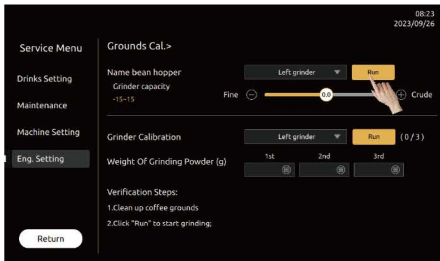 08:23
2023/09/26
Service Menu
Grounds Cal.>
Drinks Setting
Maintenance
Machine Setting
Eng. Setting
Return
Name bean hopper
Left grinder
Run
Grinder capacity
-15~15
Fine
0.0
Crude
Grinder Calibration
Left grinder
Run
(0/3)
Weight Of Grinding Powder (g)
1st
2nd
3rd
Verification Steps:
1.Clean up coffee grounds
2.Click "Run" to start grinding;